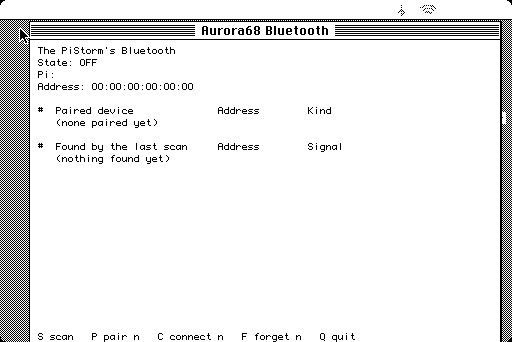 Aurora68 Bluetooth
The PiStorm's Bluetooth
State: OFF
Pi:
Address: 00:00:00:00:00:00
# Paired device Address Kind
(none paired yet)
# Found by the last scan Address Signal
(nothing found yet)
S scan P pair n C connect n F forget n Q quit